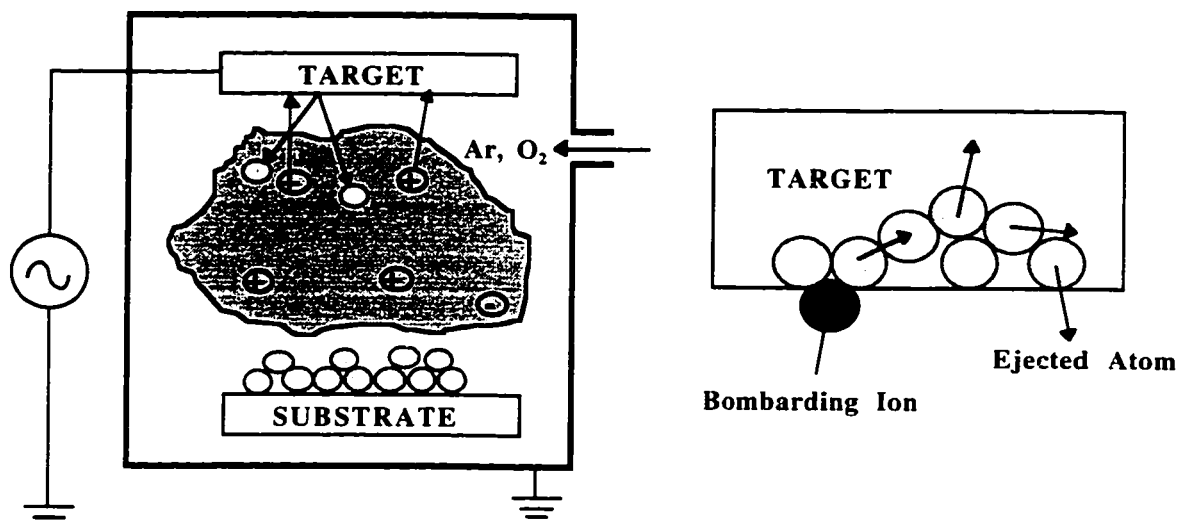 TARGET
Ar, O₂
SUBSTRATE
TARGET
Ejected Atom
Bombarding Ion